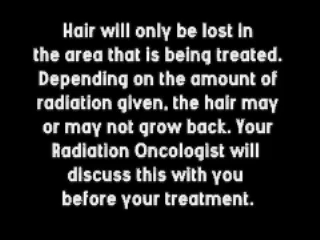 Hair will only be lost in
the area that is being treated.
Depending on the amount of
radiation given, the hair may
or may not grow back. Your
Radiation Oncologist will
discuss this with you
before your treatment.